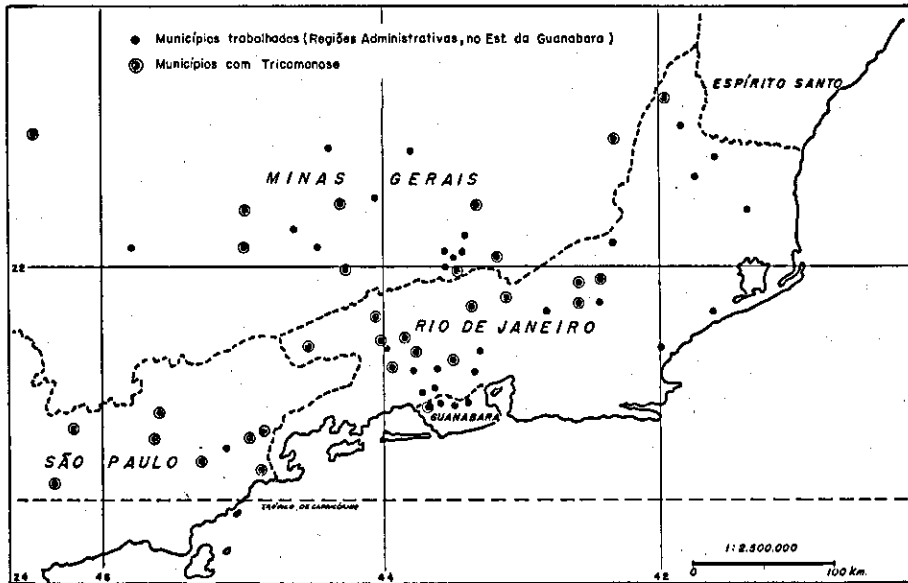 Municípios trabalhados (Regiões Administrativas, no Est. da Guanabara)
Municípios com Tricomonose
ESPÍRITO SANTO
MINAS GERAIS
22
RIO DE JANEIRO
GUANABARA
SÃO PAULO
TRÓPICO DE CAPRICÓRNIO
1:2.500.000
0 100 km.
24 46 44 42